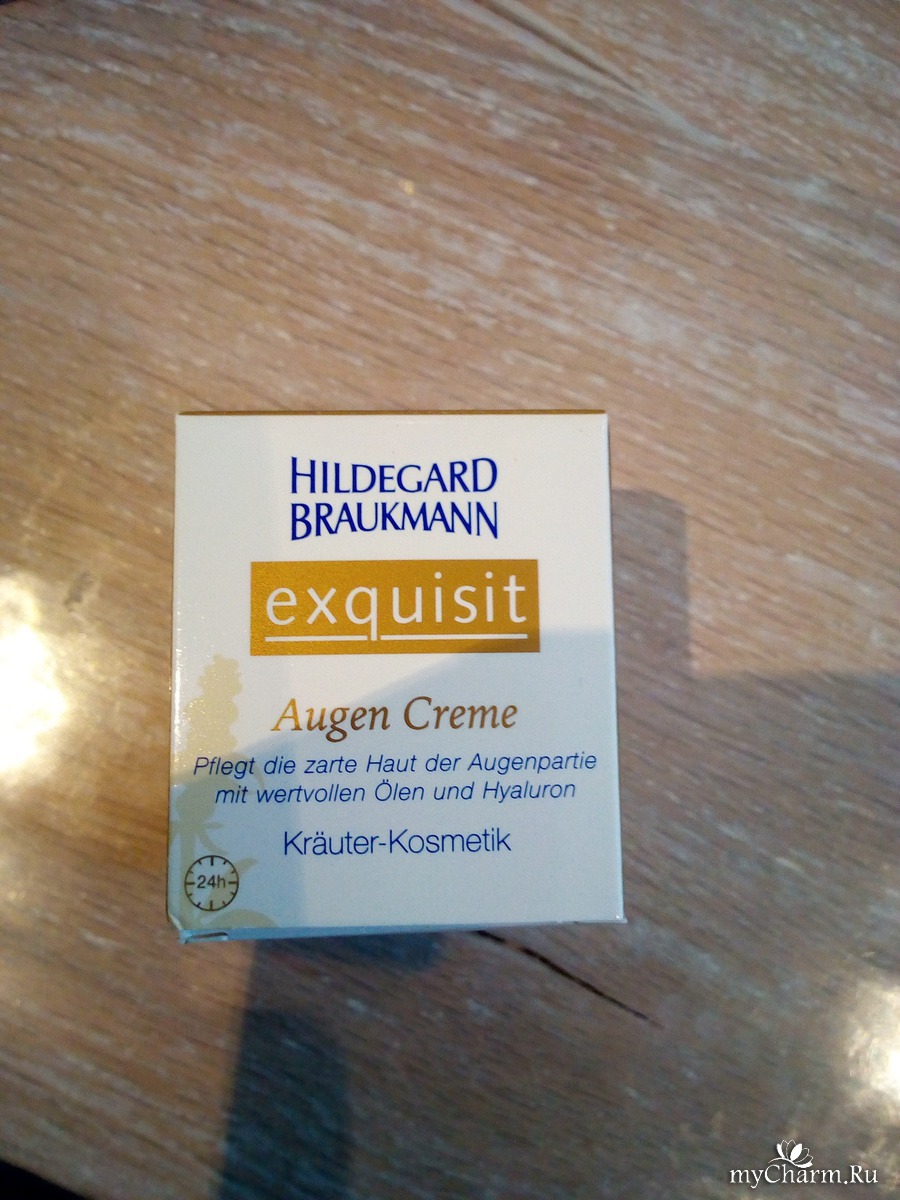 HILDEGARD
BRAUKMANN
exquisit
Augen Creme
Pflegt die zarte Haut der Augenpartie
mit wertvollen Ölen und Hyaluron
Kräuter-Kosmetik
24h
myCharm.Ru